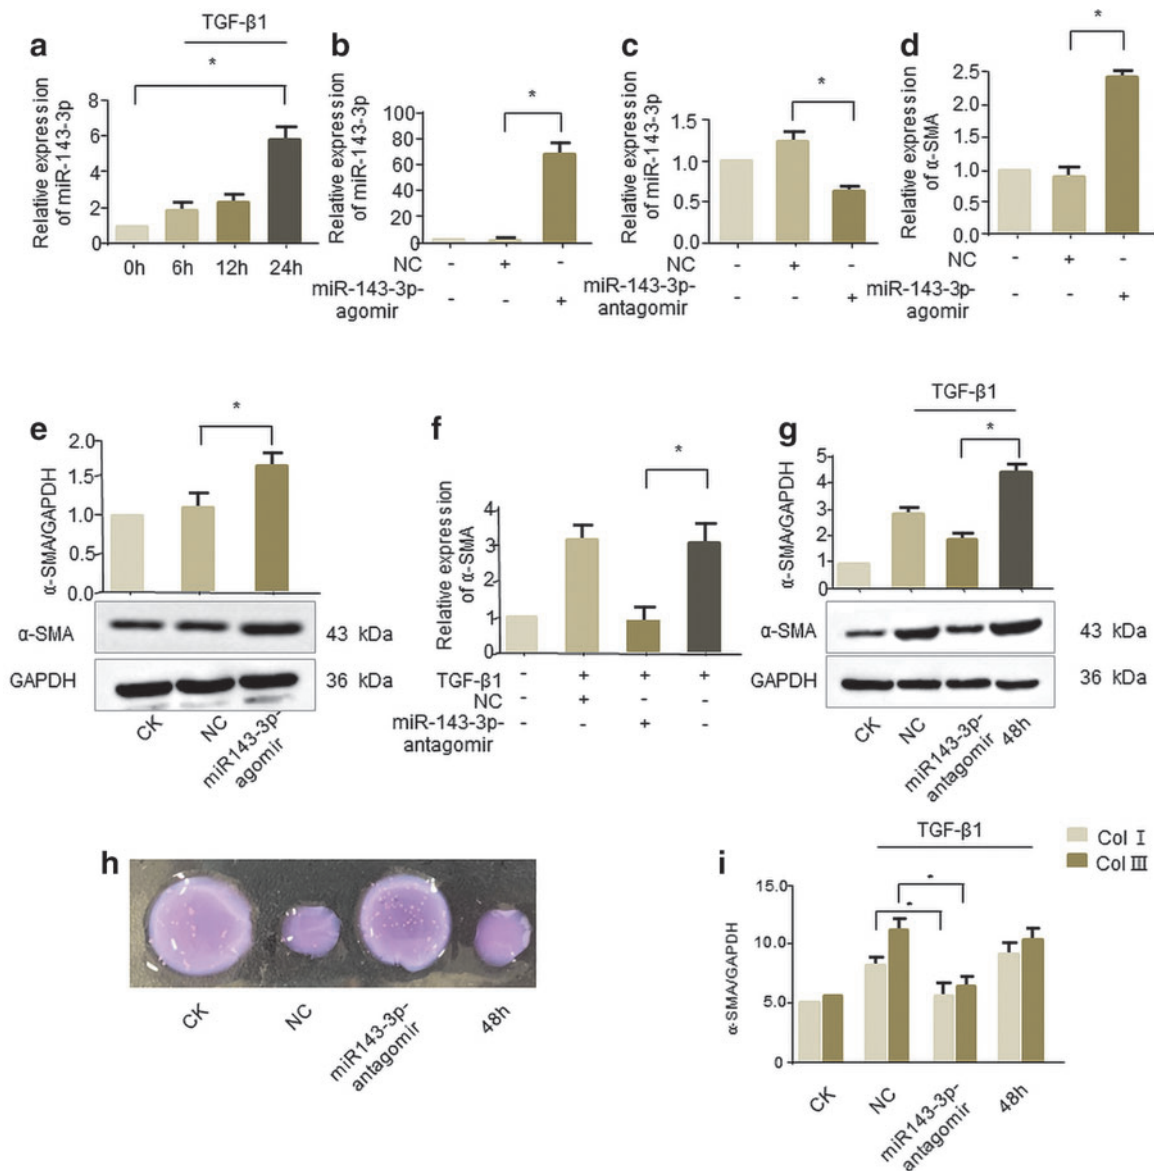 a
TGF-β1
*
Relative expression
of miR-143-3p
8
6
4
2
0
0h 6h 12h 24h
b
*
Relative expression
of miR-143-3p
100
80
60
40
20
0
NC - + -
miR-143-3p-
agomir
- - +
c
*
Relative expression
of miR-143-3p
1.5
1.0
0.5
0.0
NC - + -
miR-143-3p-
antagomir
- - +
d
*
Relative expression
of α-SMA
2.5
2.0
1.5
1.0
0.5
0.0
NC - + -
miR-143-3p-
agomir
- - +
e
*
α-SMA/GAPDH
2.0
1.5
1.0
0.5
0.0
α-SMA 43 kDa
GAPDH 36 kDa
CK
NC
miR143-3p-
agomir
f
*
Relative expression
of α-SMA
4
3
2
1
0
TGF-β1 - + + +
NC - + - -
miR-143-3p-
antagomir
- - + -
g
TGF-β1
*
α-SMA/GAPDH
5
4
3
2
1
0
α-SMA 43 kDa
GAPDH 36 kDa
CK
NC
miR143-3p-
antagomir
48h
h
CK
NC
miR143-3p-
antagomir
48h
i
TGF-β1
Col I
Col III
*
*
α-SMA/GAPDH
15.0
10.0
5.0
0
CK
NC
miR143-3p-
antagomir
48h